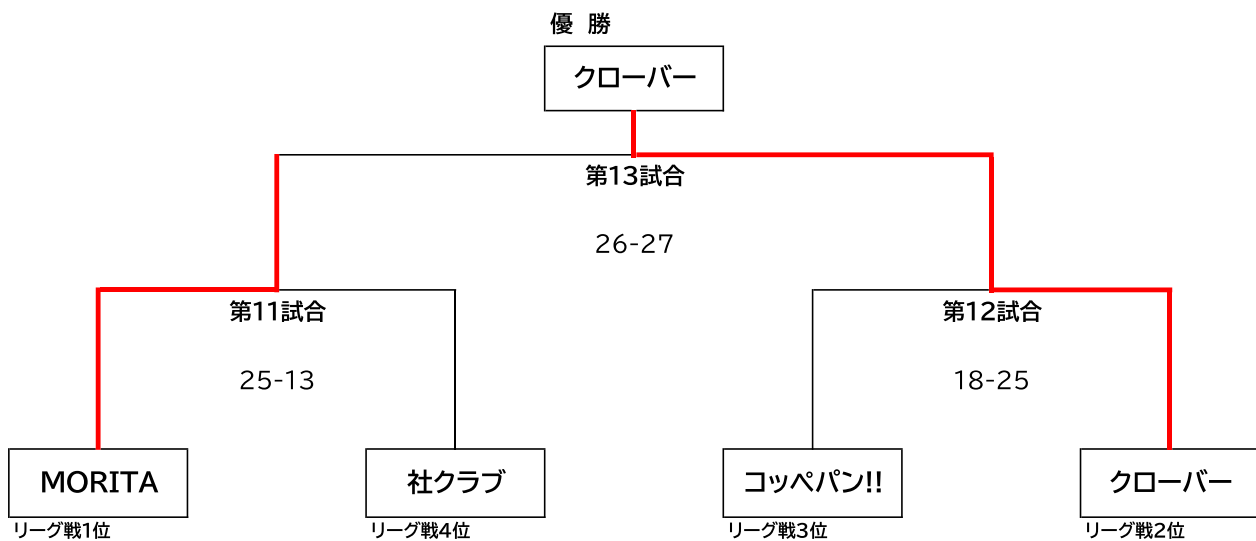 優 勝
クローバー
第13試合
26-27
第11試合
第12試合
25-13
18-25
MORITA
社クラブ
コッペパン!!
クローバー
リーグ戦1位
リーグ戦4位
リーグ戦3位
リーグ戦2位